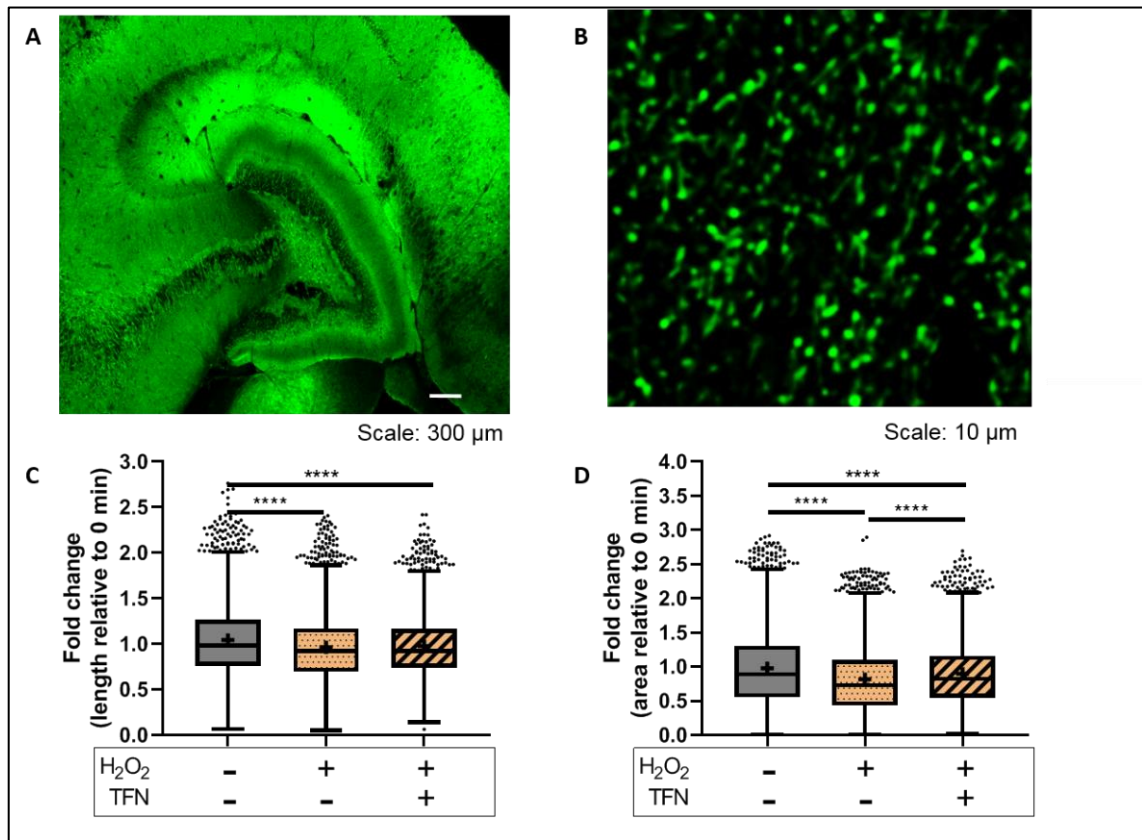 A
B
Scale: 300 µm
Scale: 10 µm
C
Fold change
(length relative to 0 min)
3.0
2.5
2.0
1.5
1.0
0.5
0.0
****
****
H₂O₂ - + +
TFN - - +
D
Fold change
(area relative to 0 min)
4.0
3.5
3.0
2.5
2.0
1.5
1.0
0.5
0.0
****
**** ****
H₂O₂ - + +
TFN - - +